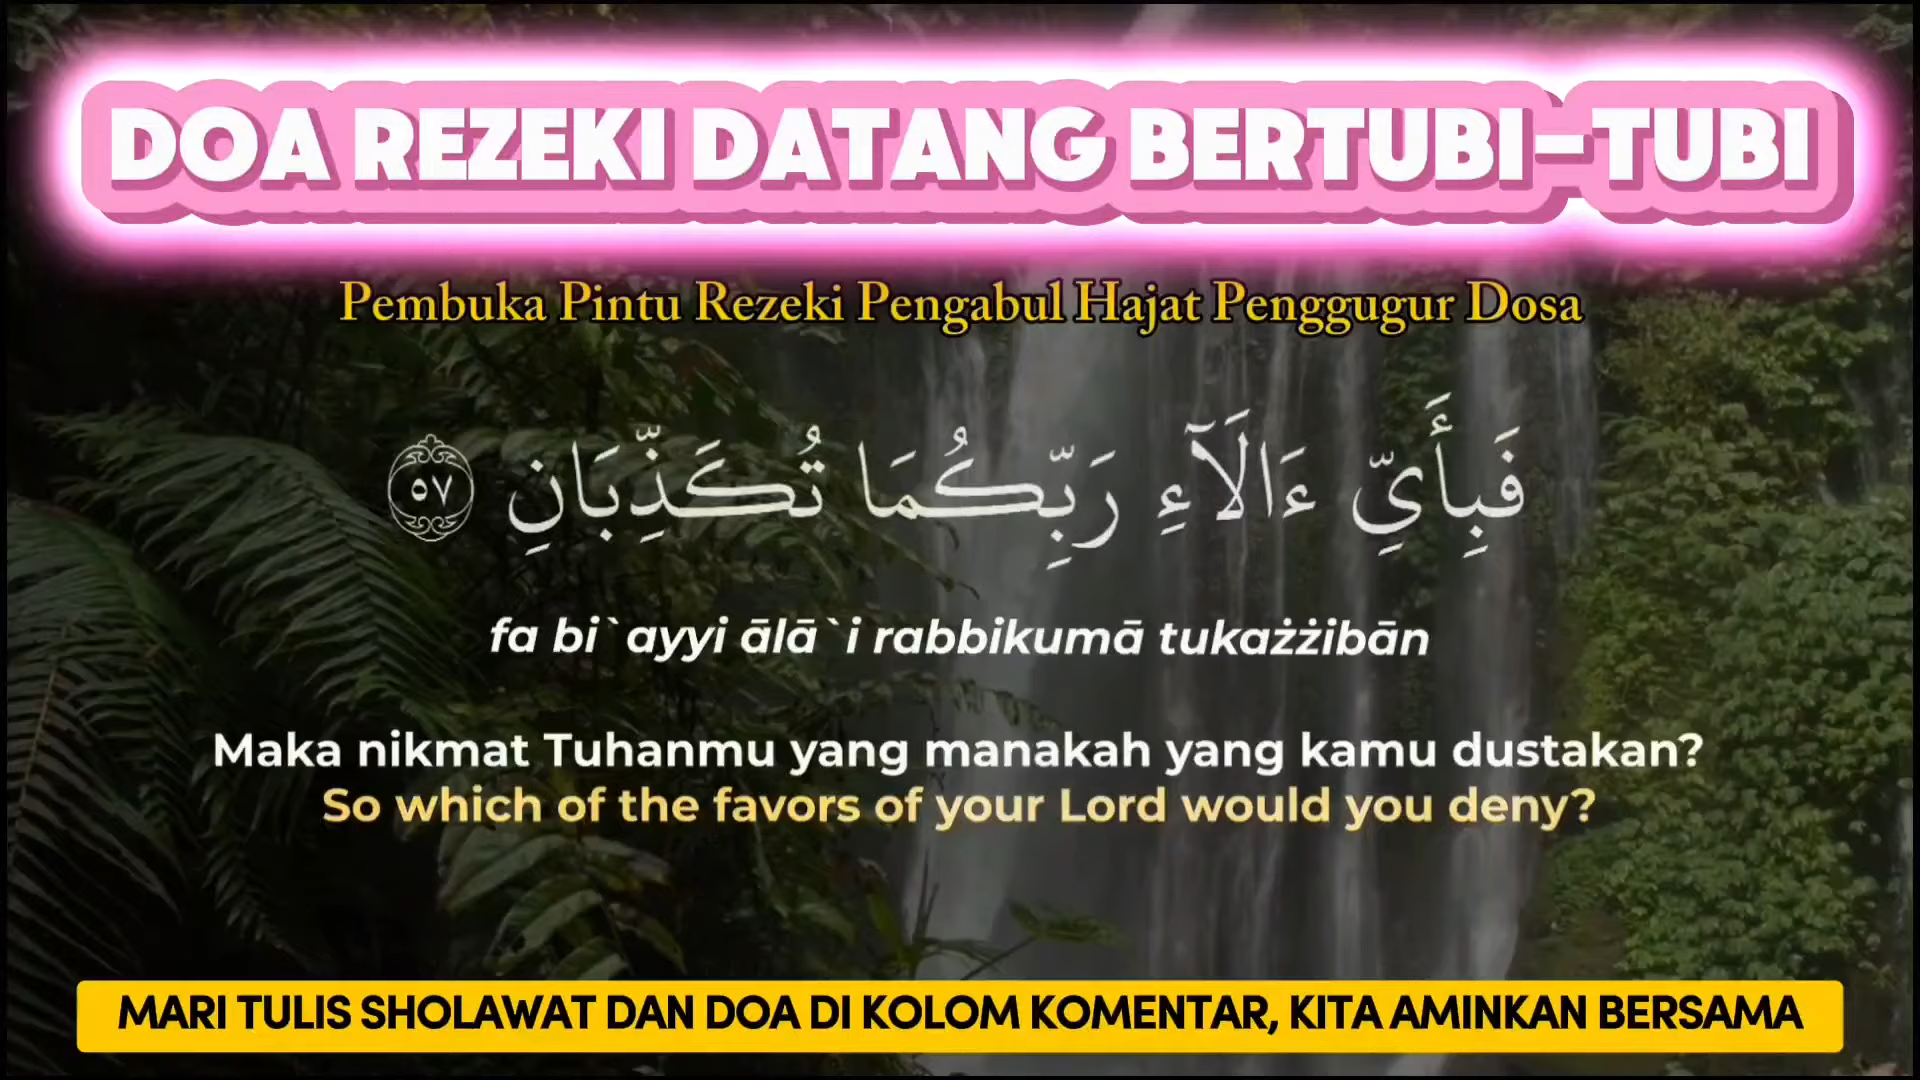 DOA REZEKI DATANG BERTUBI-TUBI
Pembuka Pintu Rezeki Pengabul Hajat Penggugur Dosa
فَبِأَيِّ ءَالَآءِ رَبِّكُمَا تُكَذِّبَانِ ٥٧
fa bi`ayyi ālā`i rabbikumā tukażżibān
Maka nikmat Tuhanmu yang manakah yang kamu dustakan?
So which of the favors of your Lord would you deny?
MARI TULIS SHOLAWAT DAN DOA DI KOLOM KOMENTAR, KITA AMINKAN BERSAMA